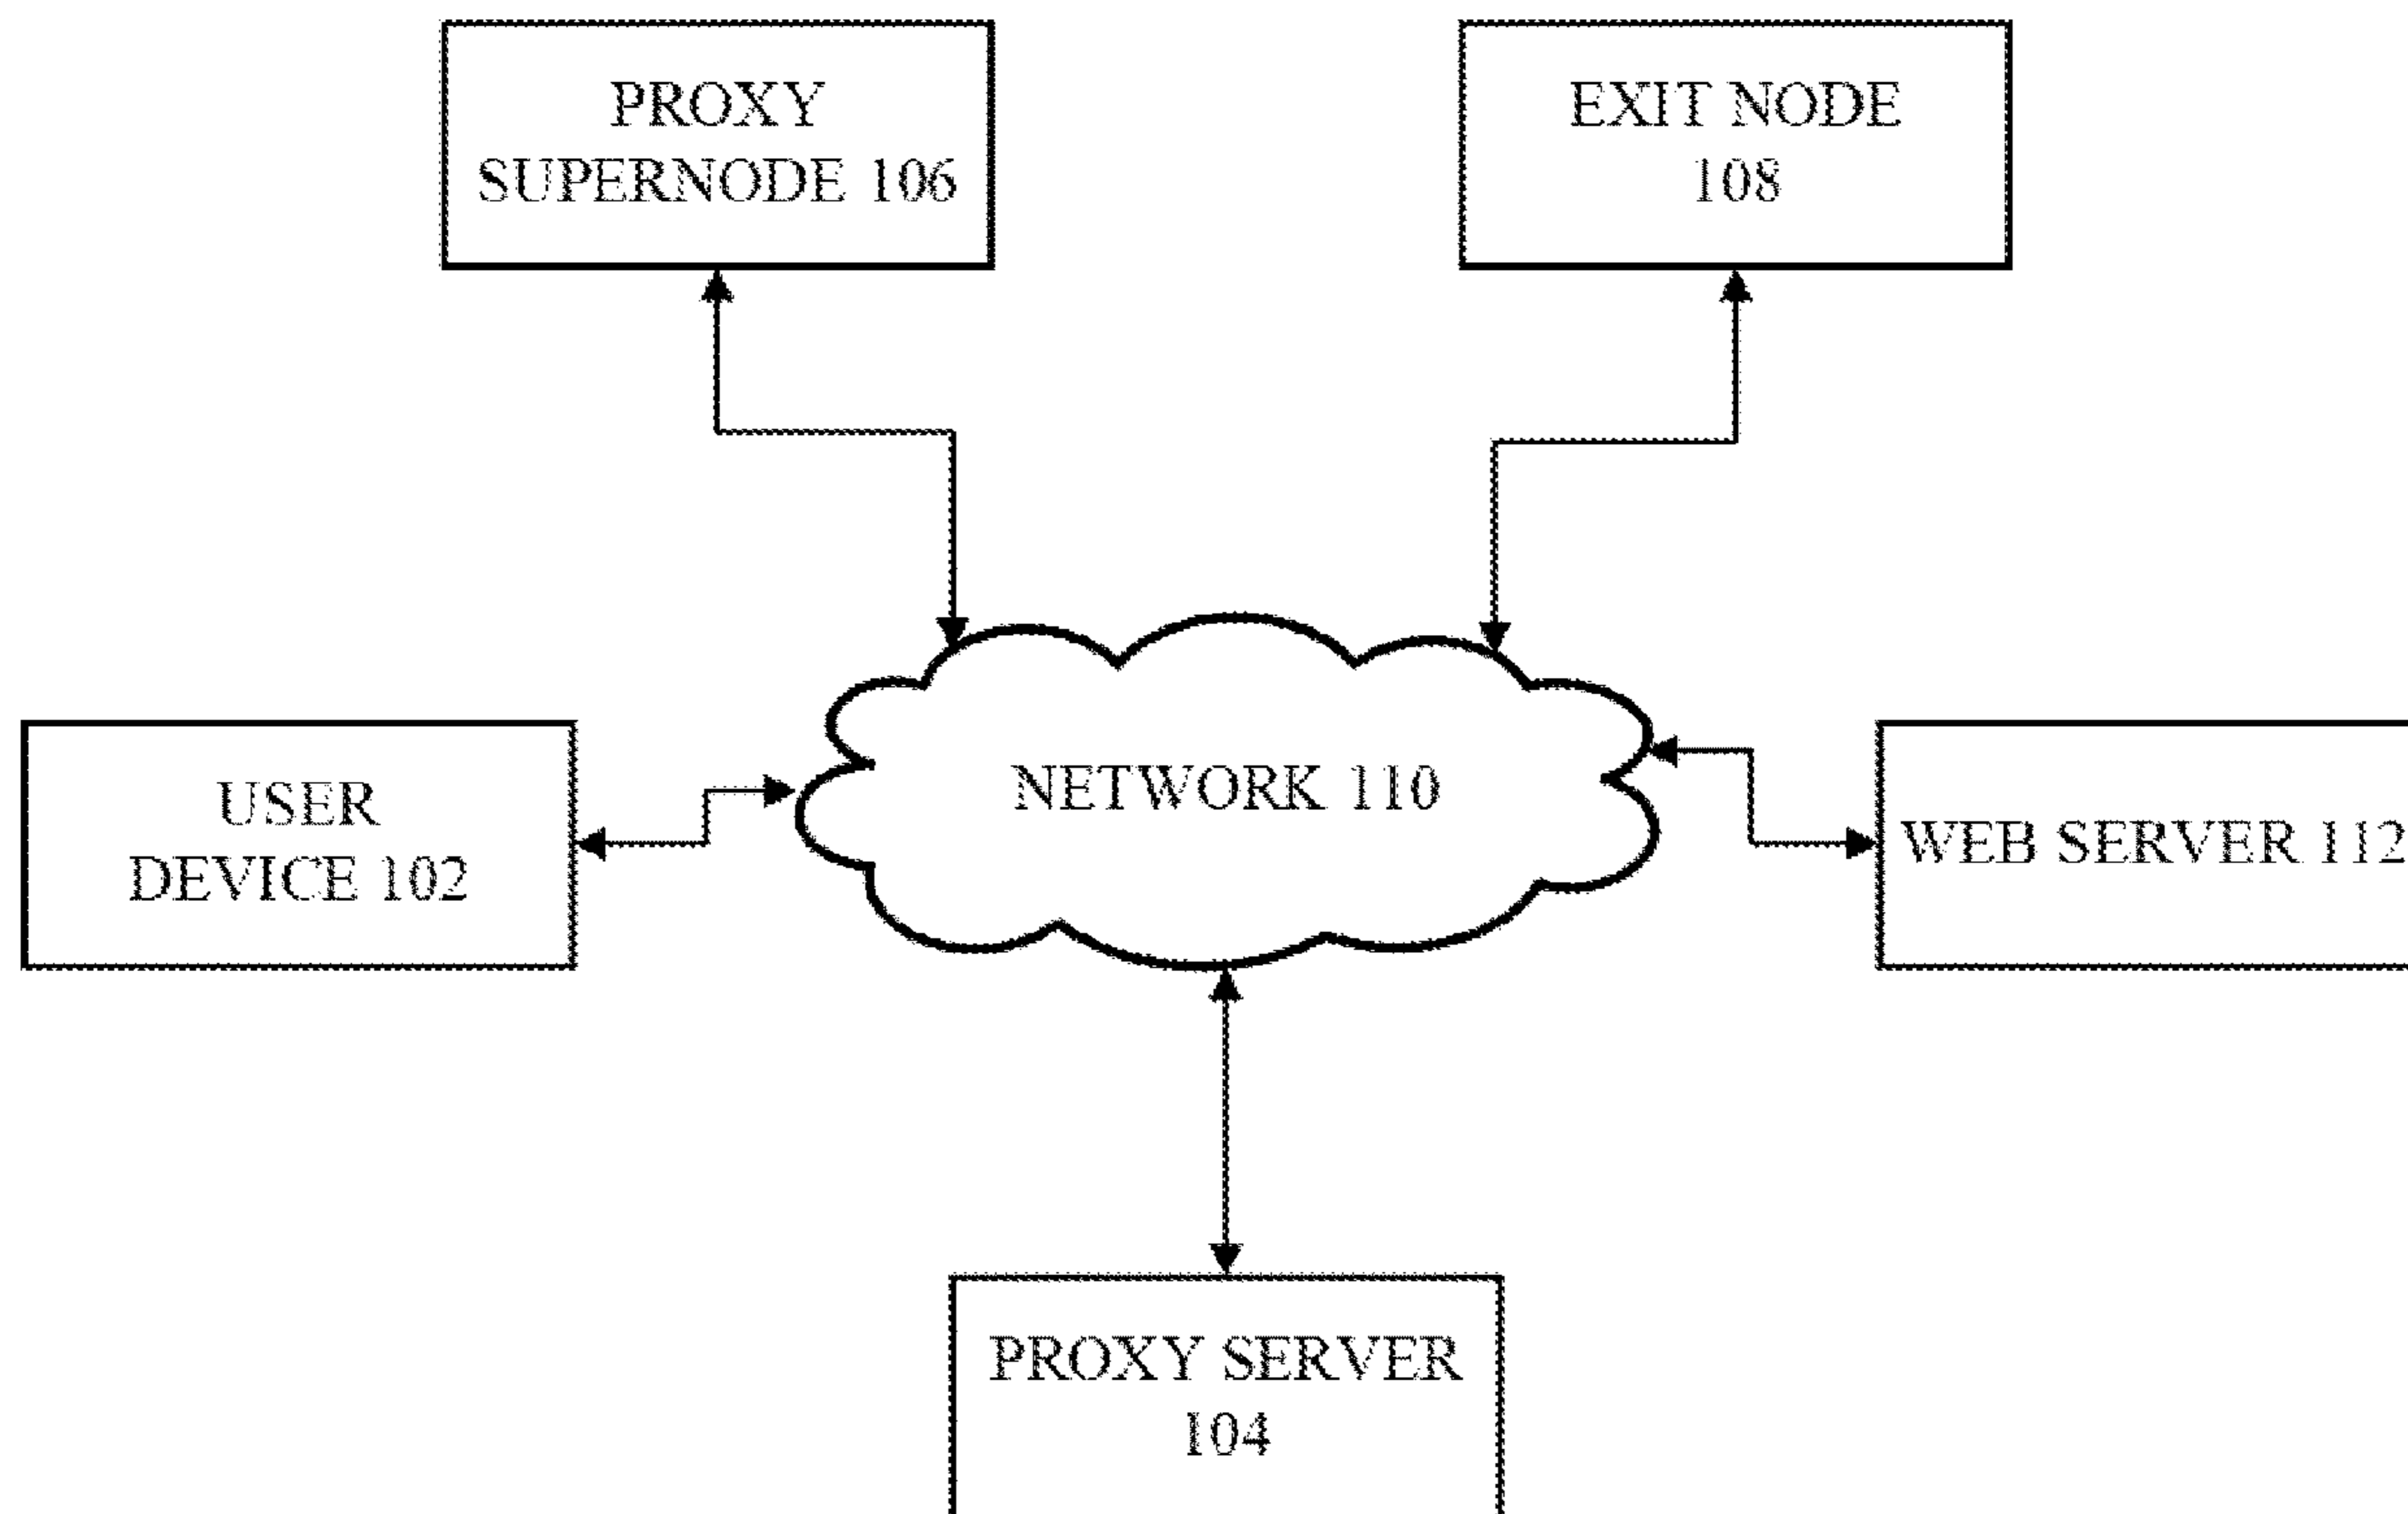 PROXY
SUPERNODE 106
EXIT NODE
108
USER
DEVICE 102
NETWORK 110
WEB SERVER 112
PROXY SERVER
104